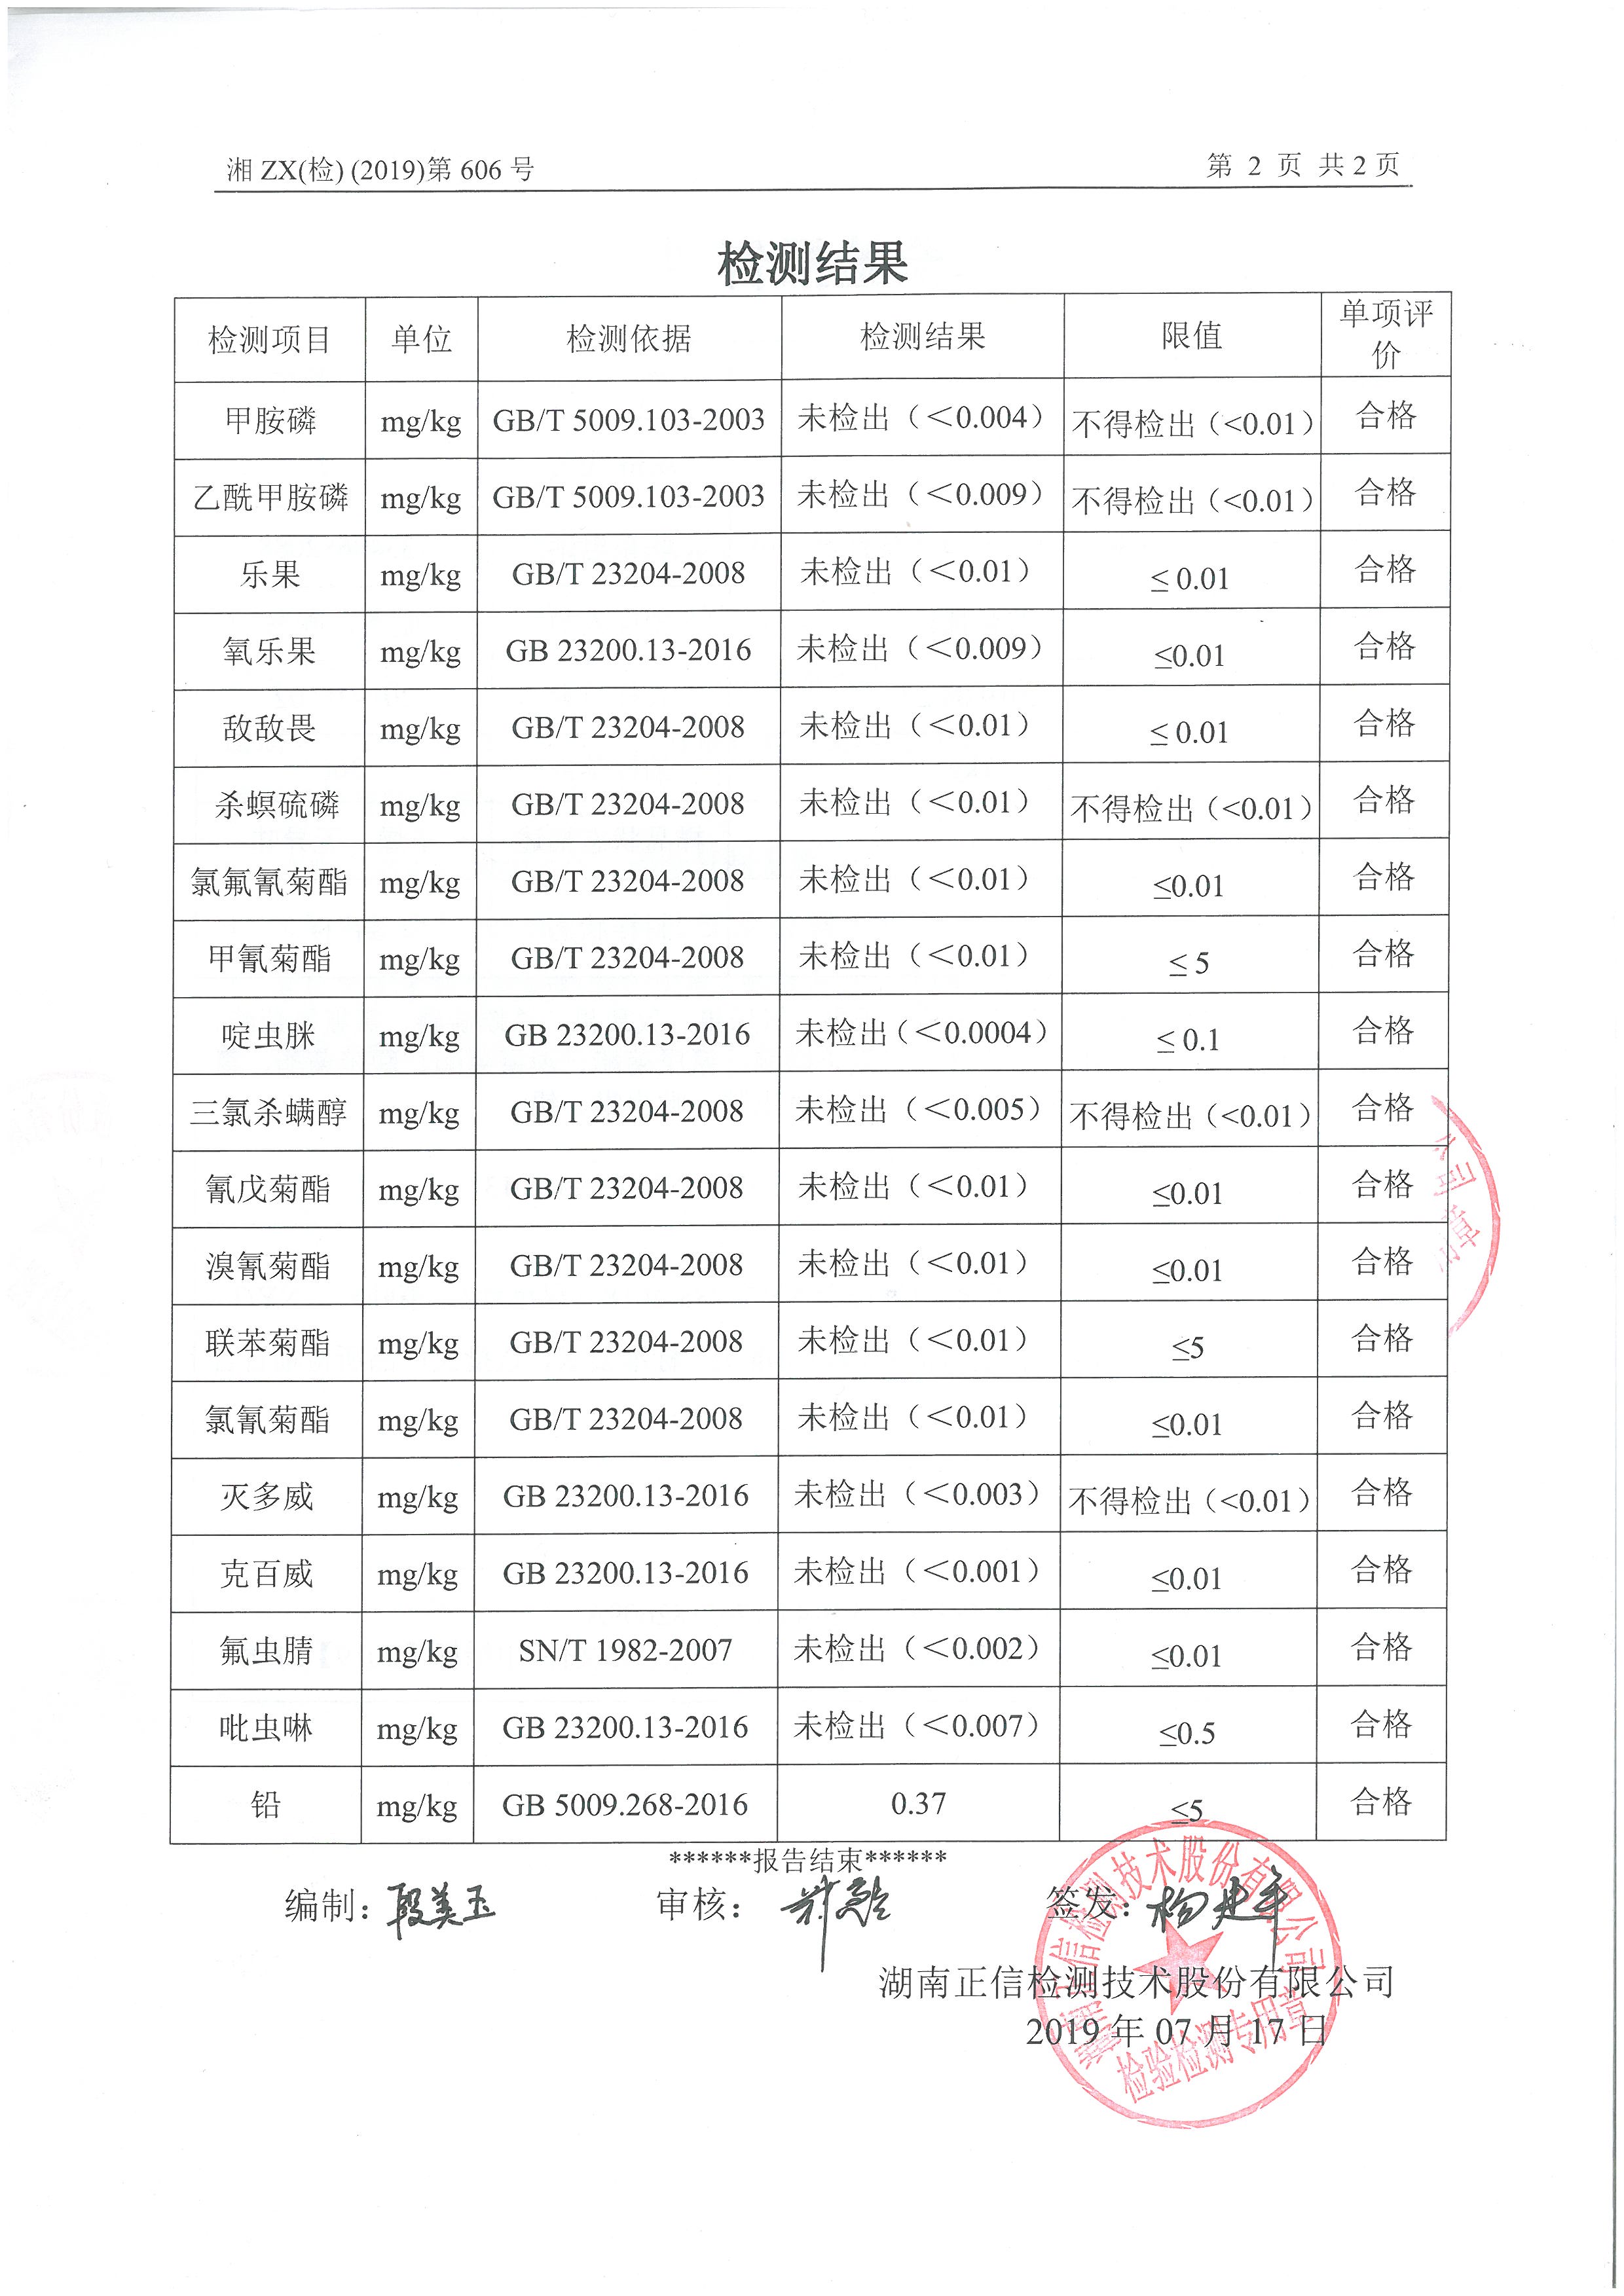 湘 ZX(检) (2019)第 606 号 第 2 页 共 2 页
检测结果
检测项目 单位 检测依据 检测结果 限值 单项评价
甲胺磷 mg/kg GB/T 5009.103-2003 未检出（＜0.004） 不得检出（<0.01）合格
乙酰甲胺磷 mg/kg GB/T 5009.103-2003 未检出（＜0.009） 不得检出（<0.01） 合格
乐果 mg/kg GB/T 23204-2008 未检出（＜0.01） ≤ 0.01 合格
氧乐果 mg/kg GB 23200.13-2016 未检出（＜0.009） ≤0.01 合格
敌敌畏 mg/kg GB/T 23204-2008 未检出（＜0.01） ≤ 0.01 合格
杀螟硫磷 mg/kg GB/T 23204-2008 未检出（＜0.01） 不得检出（<0.01） 合格
氯氟氰菊酯 mg/kg GB/T 23204-2008 未检出（＜0.01） ≤0.01 合格
甲氰菊酯 mg/kg GB/T 23204-2008 未检出（＜0.01） ≤ 5 合格
啶虫脒 mg/kg GB 23200.13-2016 未检出（＜0.0004） ≤ 0.1 合格
三氯杀螨醇 mg/kg GB/T 23204-2008 未检出（＜0.005） 不得检出（<0.01） 合格
氰戊菊酯 mg/kg GB/T 23204-2008 未检出（＜0.01） ≤0.01 合格
溴氰菊酯 mg/kg GB/T 23204-2008 未检出（＜0.01） ≤0.01 合格
联苯菊酯 mg/kg GB/T 23204-2008 未检出（＜0.01） ≤5 合格
氯氰菊酯 mg/kg GB/T 23204-2008 未检出（＜0.01） ≤0.01 合格
灭多威 mg/kg GB 23200.13-2016 未检出（＜0.003） 不得检出（<0.01） 合格
克百威 mg/kg GB 23200.13-2016 未检出（＜0.001） ≤0.01 合格
氟虫腈 mg/kg SN/T 1982-2007 未检出（＜0.002） ≤0.01 合格
吡虫啉 mg/kg GB 23200.13-2016 未检出（＜0.007） ≤0.5 合格
铅 mg/kg GB 5009.268-2016 0.37 ≤5 合格
******报告结束******
编制：段美玉 审核： 签发：杨建军
湖南正信检测技术股份有限公司
2019 年 07 月 17 日
湖南正信检测技术股份有限公司
检验检测专用章
公司章